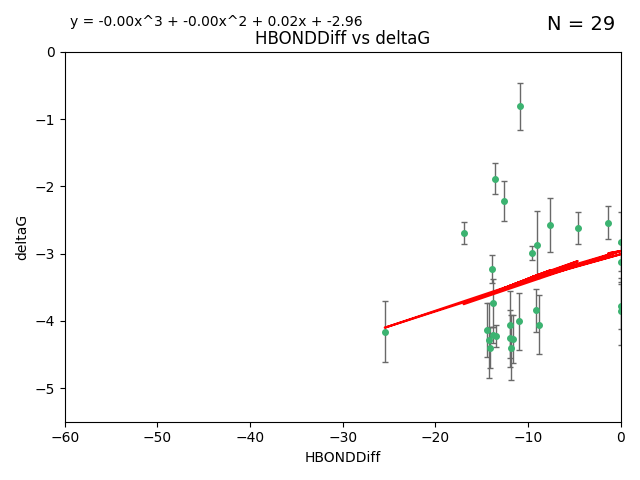 y = -0.00x^3 + -0.00x^2 + 0.02x + -2.96
N = 29
HBONDDiff vs deltaG
0
−1
−2
−3
−4
−5
deltaG
−60 −50 −40 −30 −20 −10 0
HBONDDiff